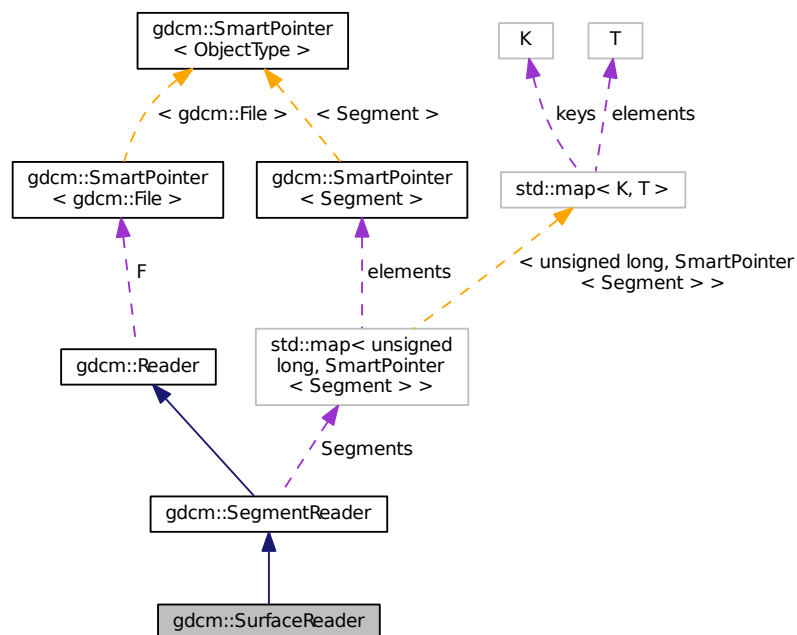 gdcm::SmartPointer
< ObjectType >
K
T
< gdcm::File >
< Segment >
keys
elements
gdcm::SmartPointer
< gdcm::File >
gdcm::SmartPointer
< Segment >
std::map< K, T >
F
elements
< unsigned long, SmartPointer
< Segment > >
gdcm::Reader
std::map< unsigned
long, SmartPointer
< Segment > >
Segments
gdcm::SegmentReader
gdcm::SurfaceReader